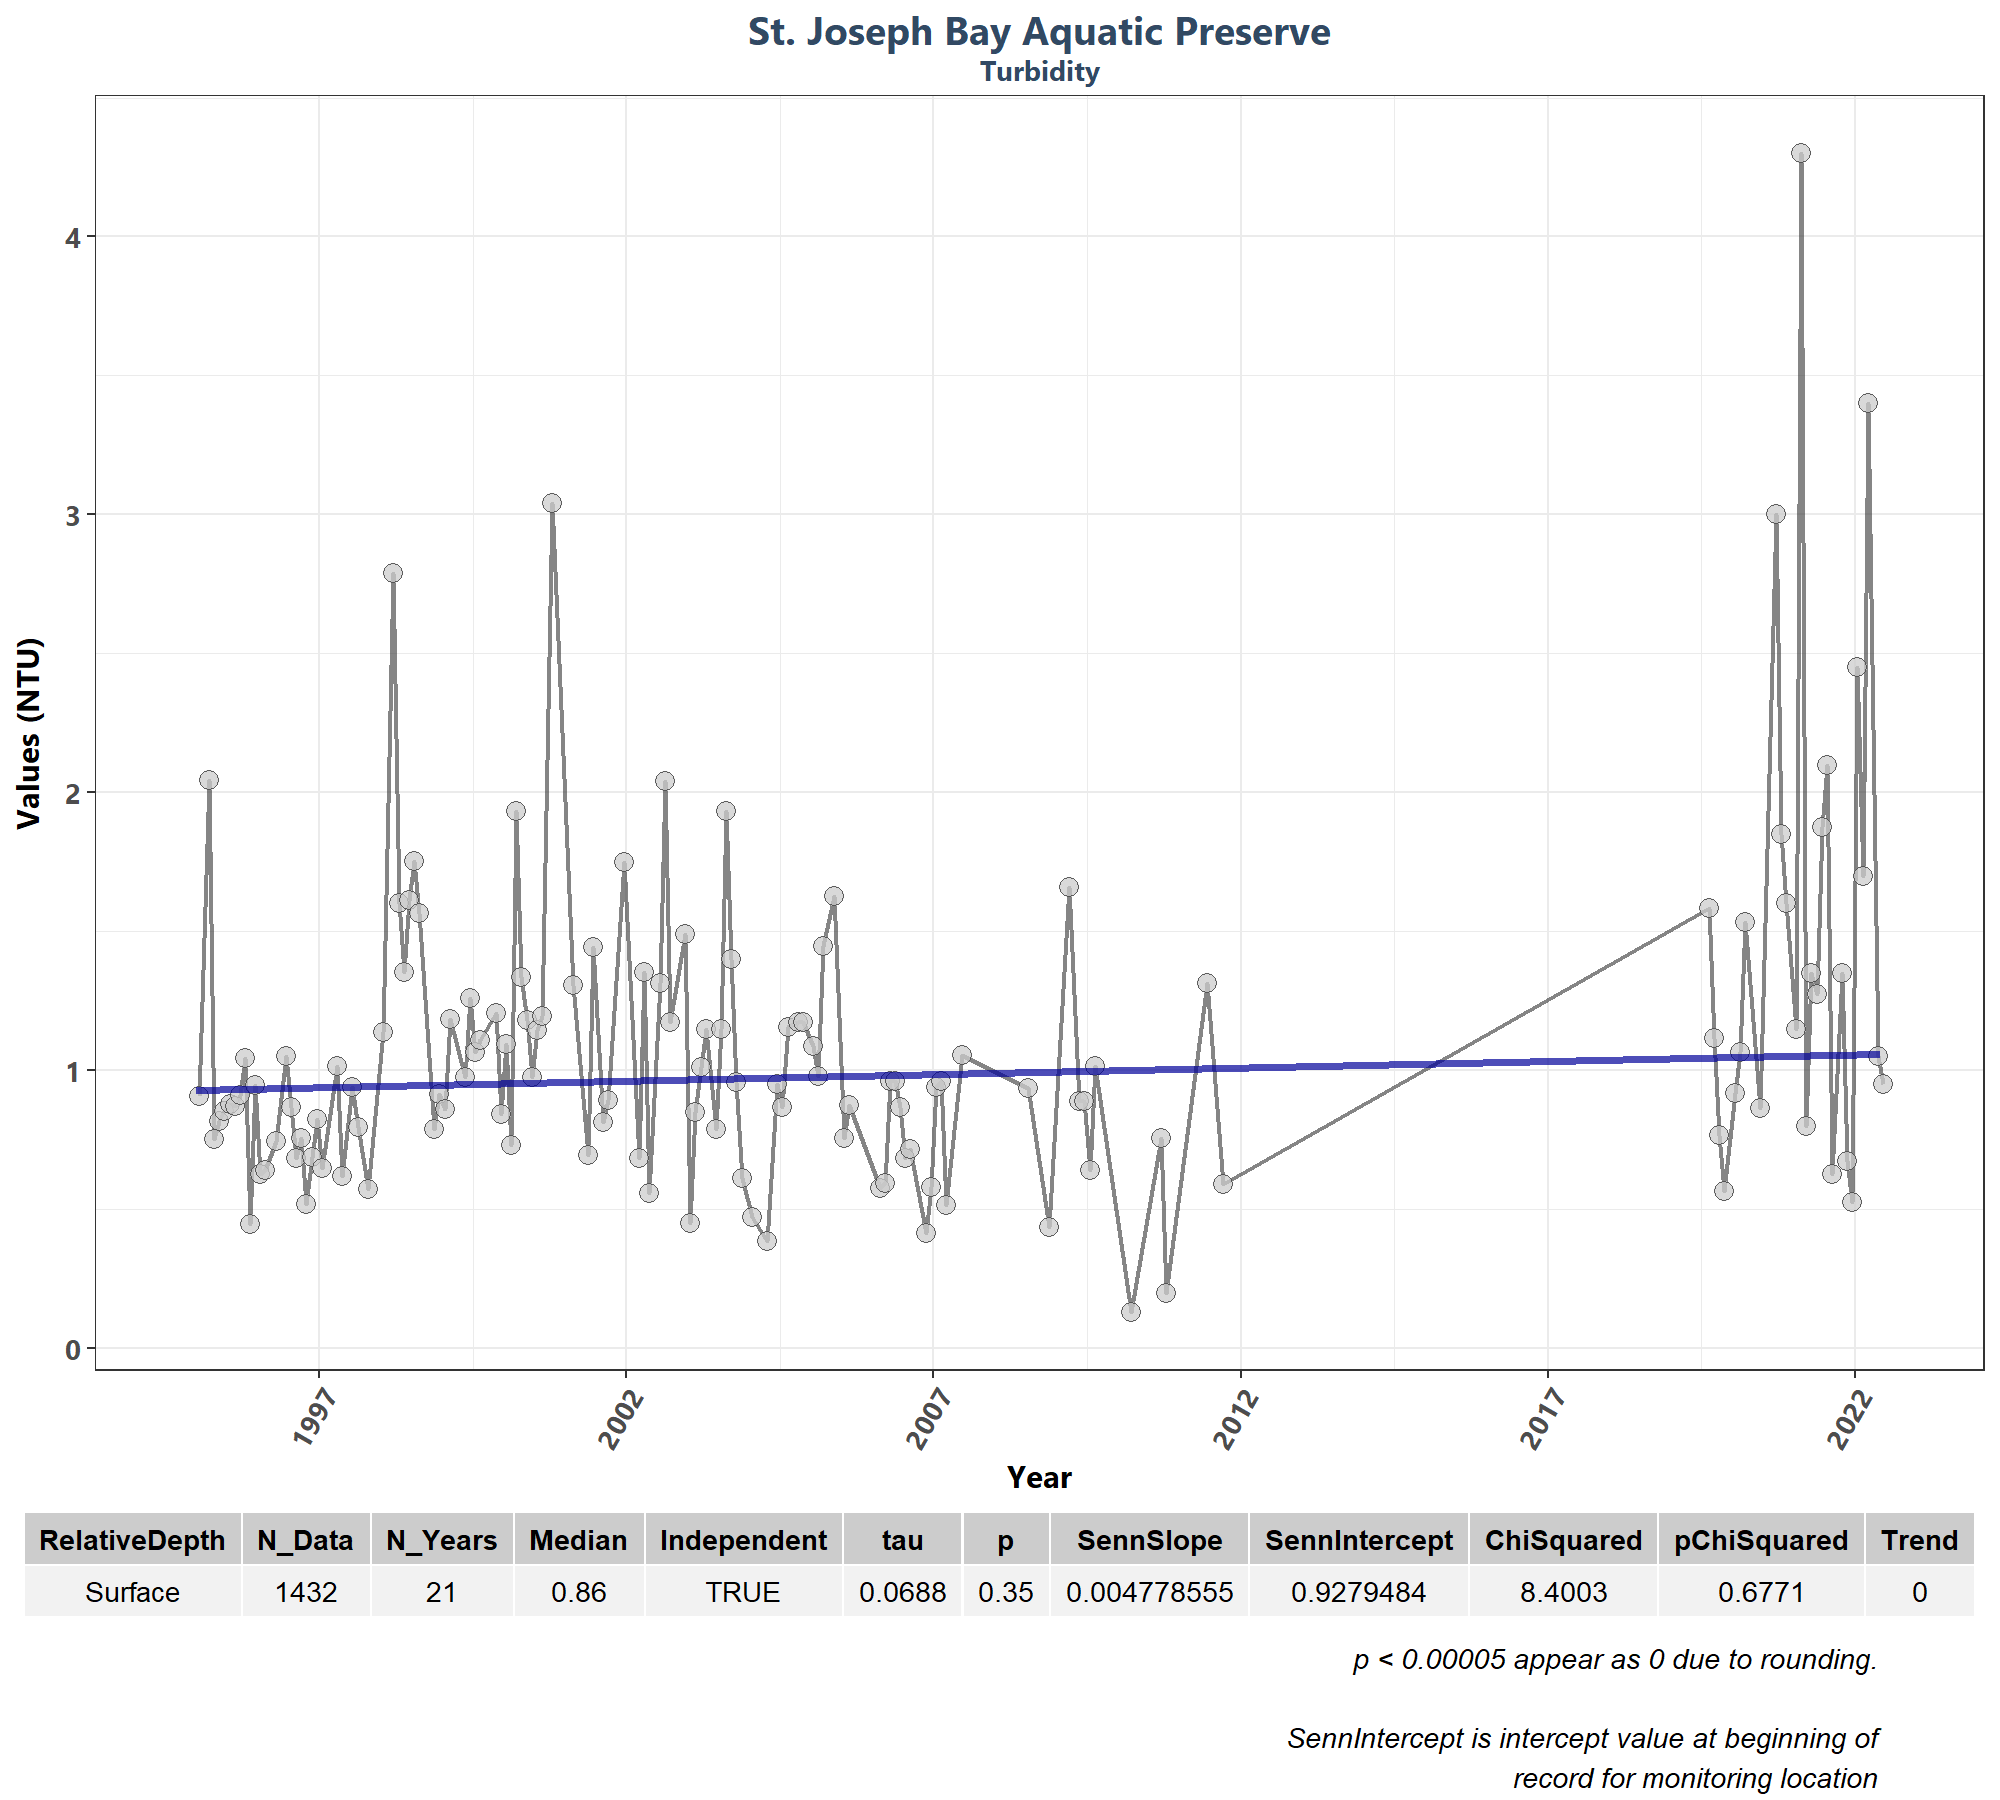 St. Joseph Bay Aquatic Preserve
Turbidity
Values (NTU)
4
3
2
1
0
1997 2002 2007 2012 2017 2022
Year
RelativeDepth N_Data N_Years Median Independent tau p SennSlope SennIntercept ChiSquared pChiSquared Trend
Surface 1432 21 0.86 TRUE 0.0688 0.35 0.004778555 0.9279484 8.4003 0.6771 0
p < 0.00005 appear as 0 due to rounding.
SennIntercept is intercept value at beginning of
record for monitoring location